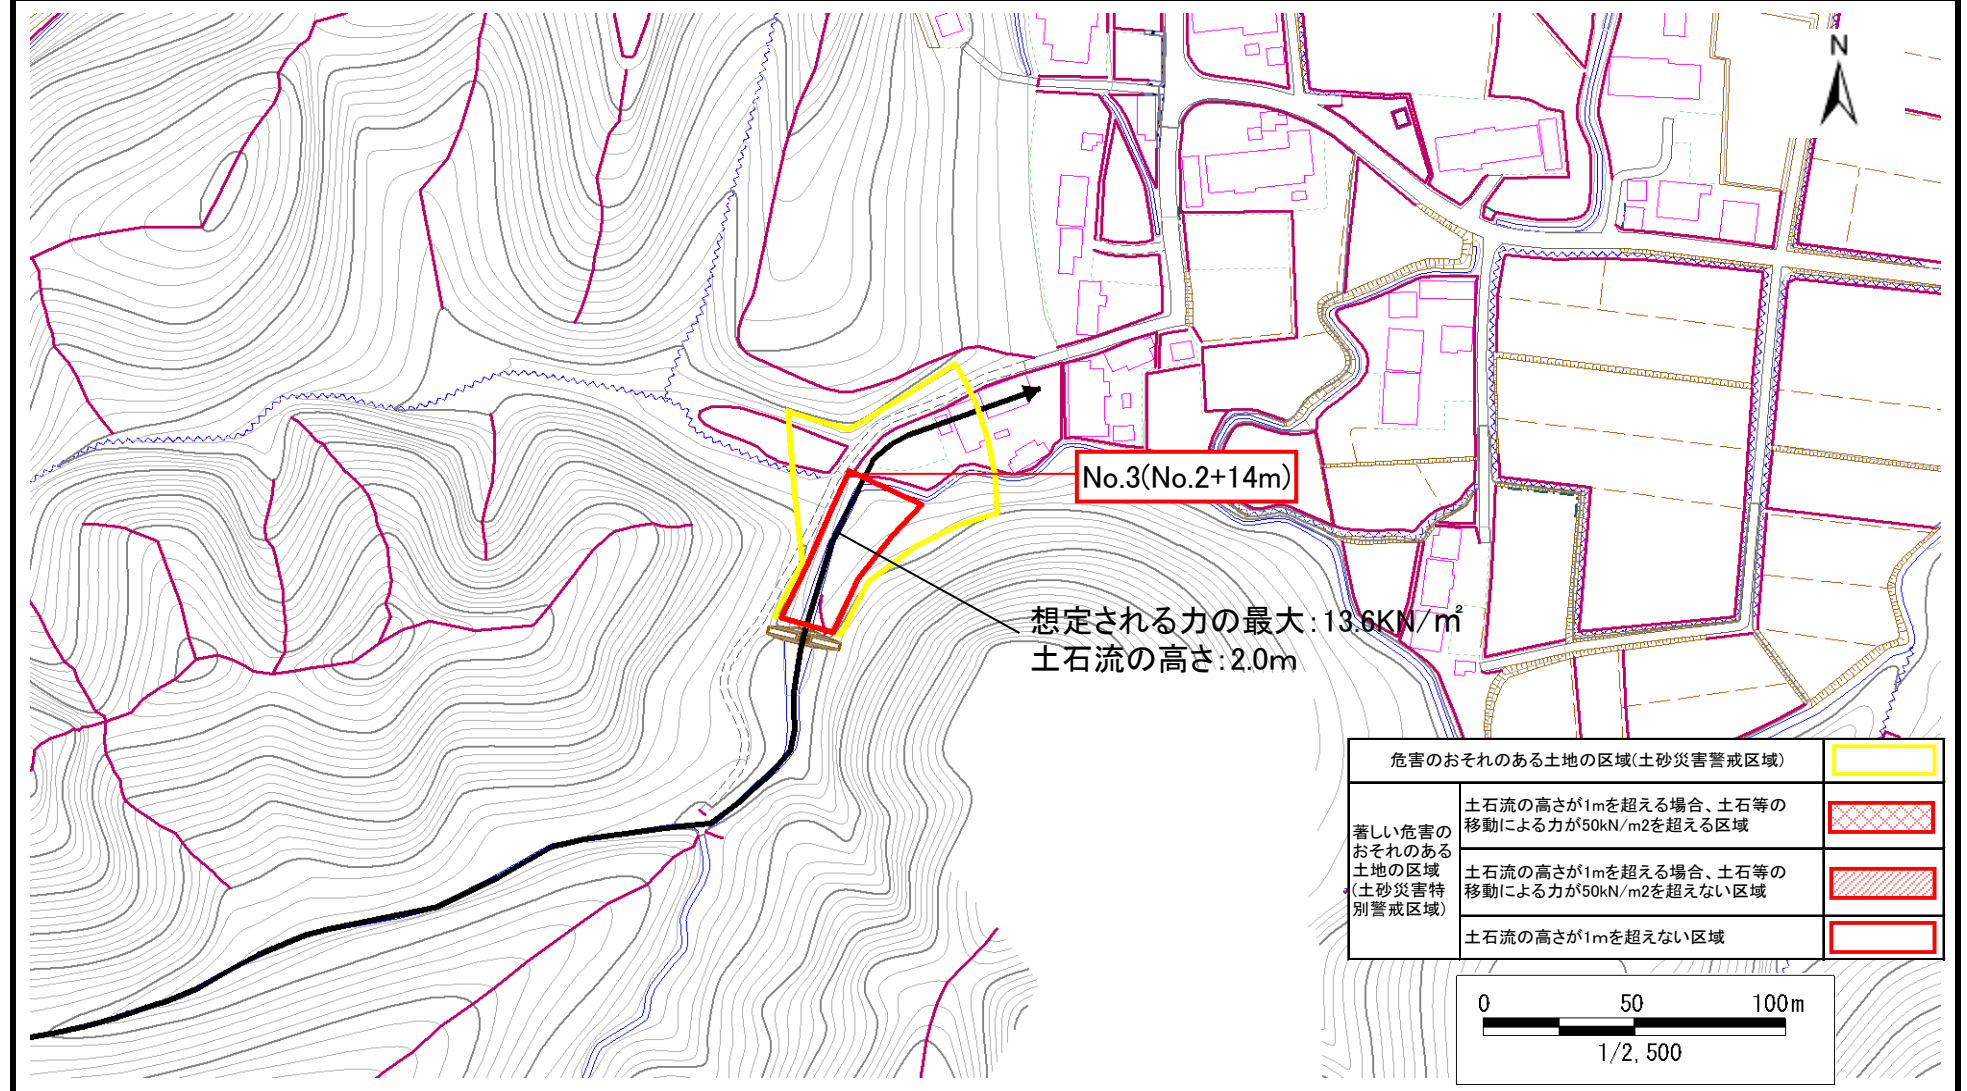 N
No.3(No.2+14m)
想定される力の最大:13.6KN/㎡
土石流の高さ:2.0m
危害のおそれのある土地の区域(土砂災害警戒区域)
著しい危害の
おそれのある
土地の区域
(土砂災害特
別警戒区域)
土石流の高さが1mを超える場合、土石等の
移動による力が50kN/m2を超える区域
土石流の高さが1mを超える場合、土石等の
移動による力が50kN/m2を超えない区域
土石流の高さが1mを超えない区域
0 50 100m
1/2,500